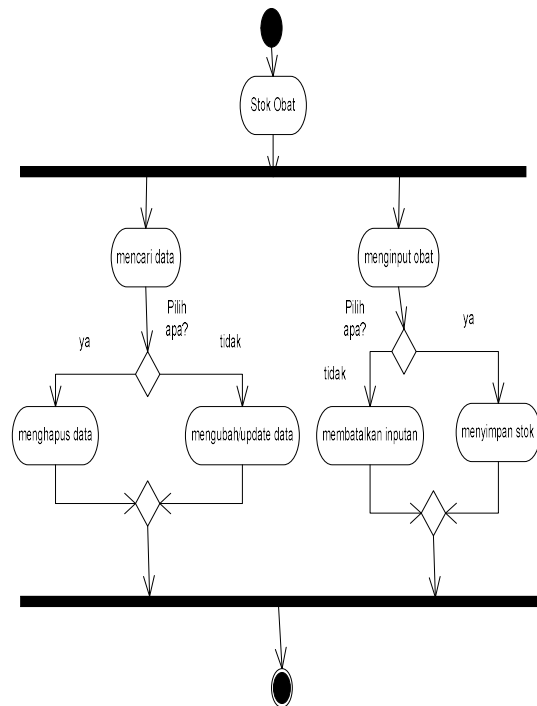 Stok Obat
mencari data
menginput obat
Pilih
apa?
ya
tidak
Pilih
apa?
ya
tidak
menghapus data
mengubah/update data
membatalkan inputan
menyimpan stok